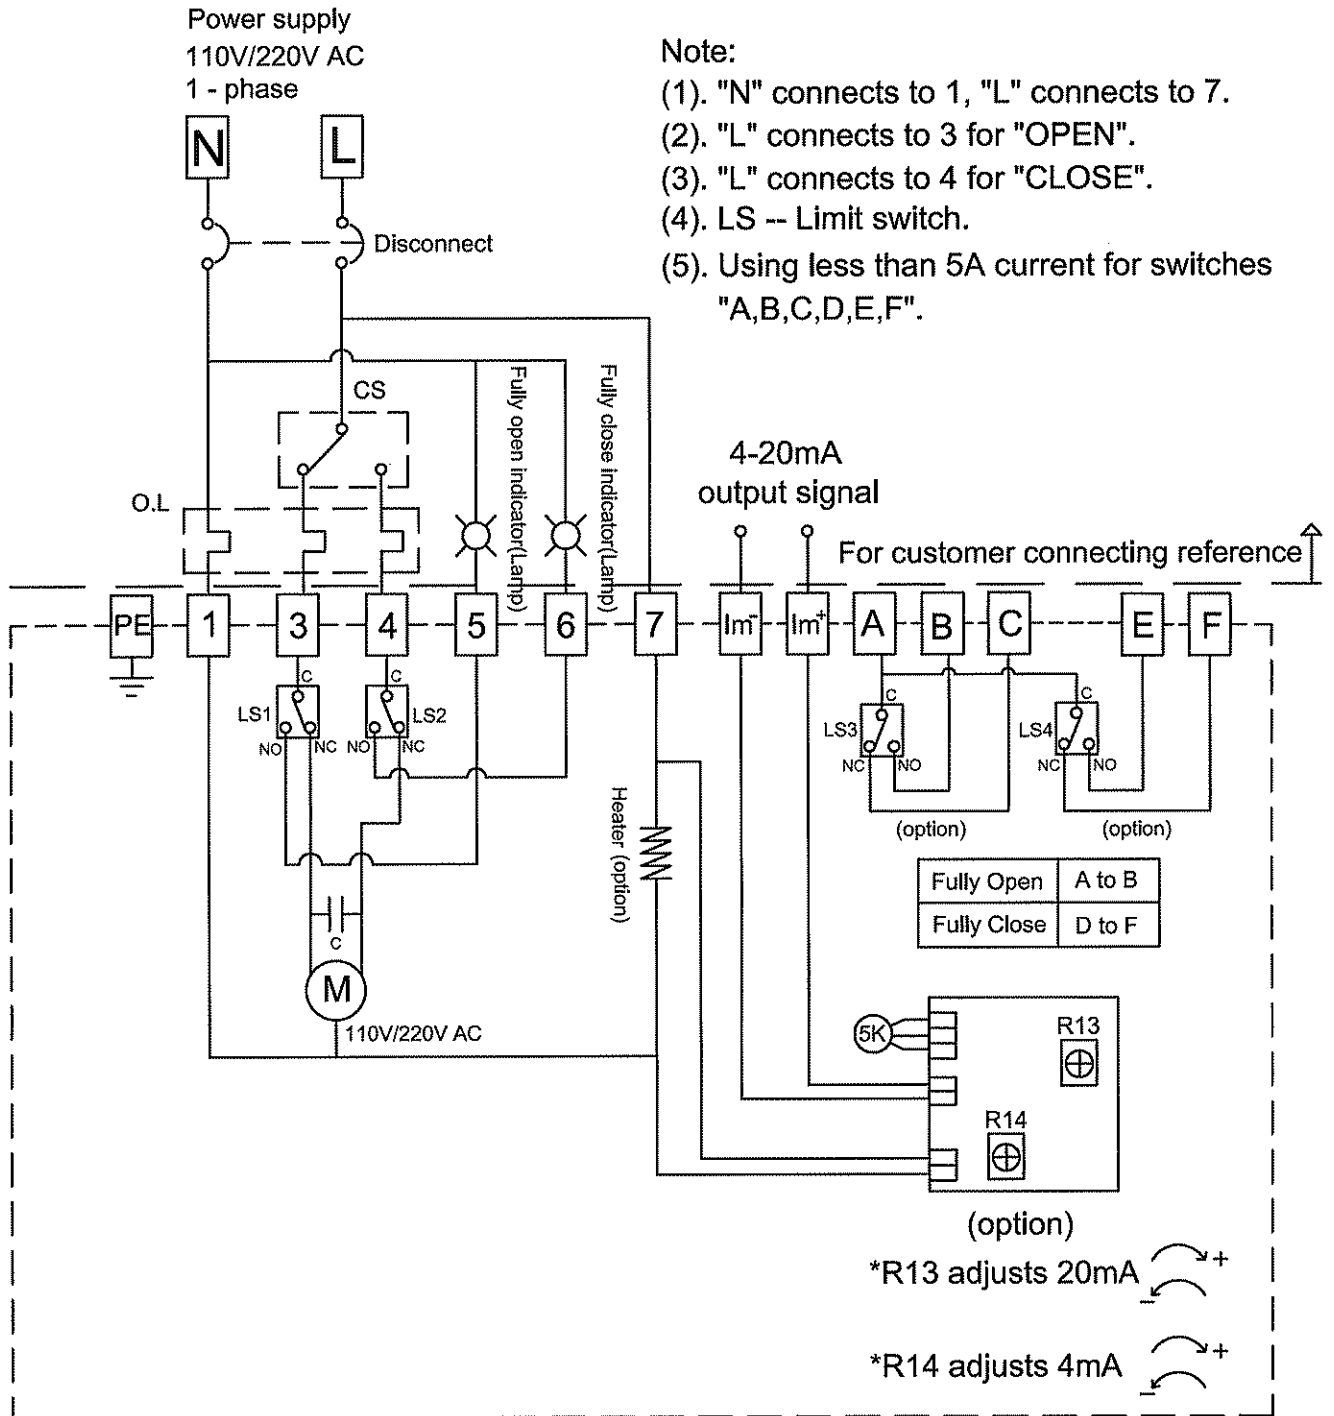 Power supply
110V/220V AC
1 - phase
N
L
Disconnect
Note:
(1). "N" connects to 1, "L" connects to 7.
(2). "L" connects to 3 for "OPEN".
(3). "L" connects to 4 for "CLOSE".
(4). LS -- Limit switch.
(5). Using less than 5A current for switches
"A,B,C,D,E,F".
CS
O.L
Fully open indicator(Lamp)
Fully close indicator(Lamp)
4-20mA
output signal
For customer connecting reference
PE
1
3
4
5
6
7
Im-
Im+
A
B
C
E
F
C
LS1
NO
NC
C
LS2
NO
NC
C
LS3
NC
NO
(option)
C
LS4
NC
NO
(option)
Heater (option)
Fully Open A to B
Fully Close D to F
C
M
110V/220V AC
5K
R13
R14
(option)
*R13 adjusts 20mA
+
-
*R14 adjusts 4mA
+
-